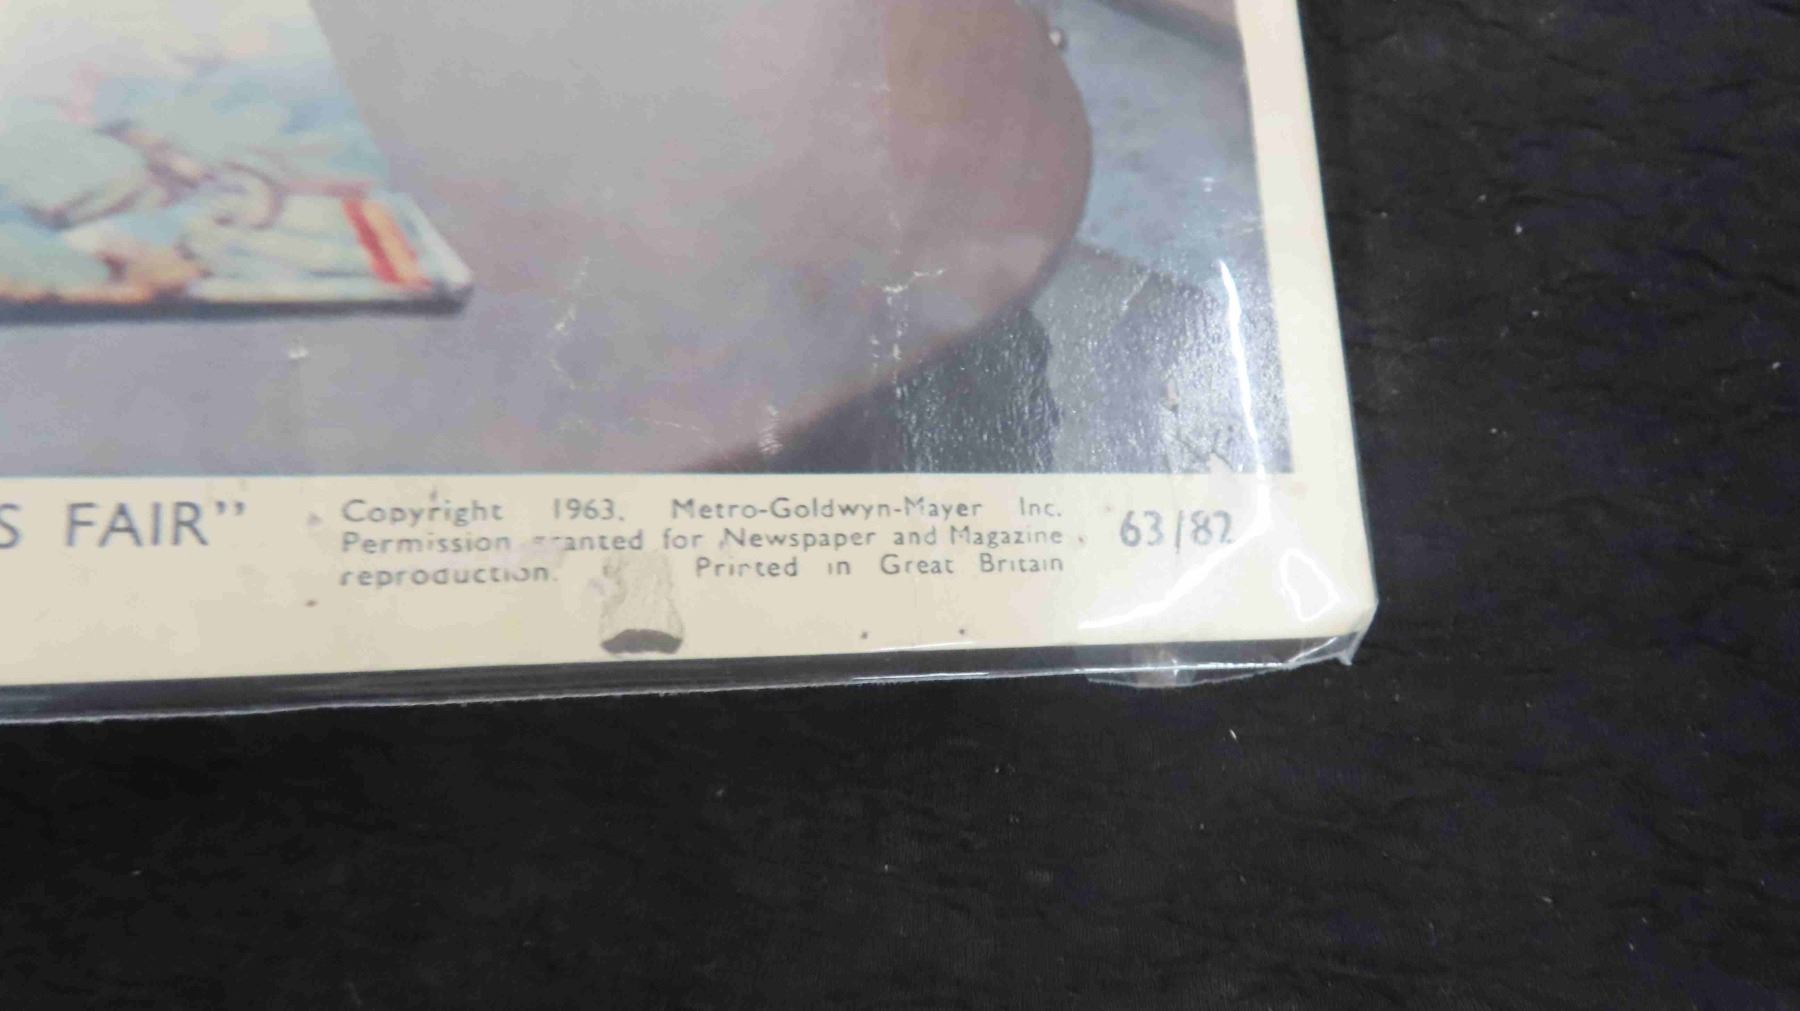 S FAIR"
Copyright 1963. Metro-Goldwyn-Mayer Inc.
Permission granted for Newspaper and Magazine
reproduction. Printed in Great Britain
63/82